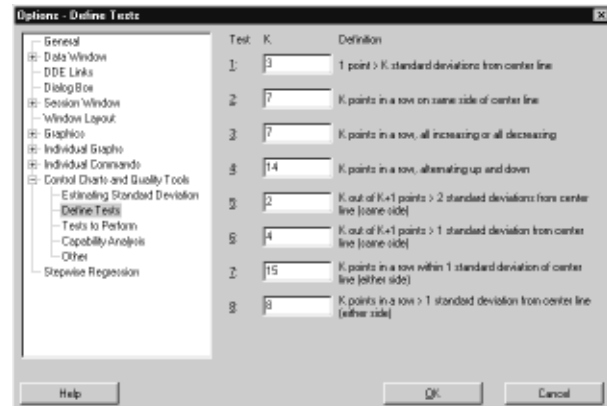 Options - Define Tests
General
Data Window
DDE Links
Dialog Box
Session Window
Window Layout
Graphics
Individual Graphs
Individual Commands
Control Charts and Quality Tools
Estimating Standard Deviation
Define Tests
Tests to Perform
Capability Analysis
Other
Stepwise Regression
Test K Definition
1: 3 1 point > K standard deviations from center line
2: 7 K points in a row on same side of center line
3: 7 K points in a row, all increasing or all decreasing
4: 14 K points in a row, alternating up and down
5: 2 K out of K+1 points > 2 standard deviations from center
line (same side)
6: 4 K out of K+1 points > 1 standard deviation from center
line (same side)
7: 15 K points in a row within 1 standard deviation of center
line (either side)
8: 8 K points in a row > 1 standard deviation from center line
(either side)
Help OK Cancel